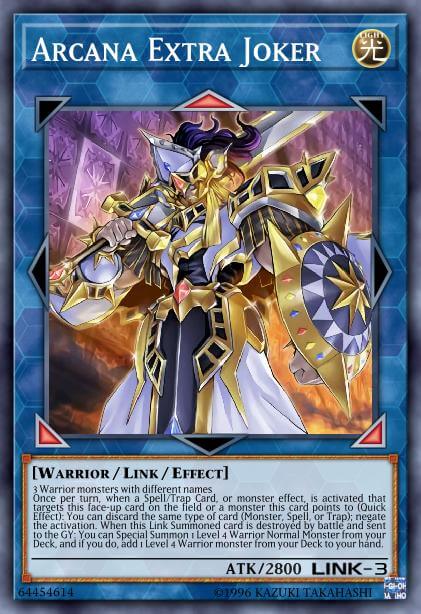 ARCANA EXTRA JOKER
LIGHT
光
[WARRIOR / LINK / EFFECT]
3 Warrior monsters with different names
Once per turn, when a Spell/Trap Card, or monster effect, is activated that
targets this face-up card on the field or a monster this card points to (Quick
Effect): You can discard the same type of card (Monster, Spell, or Trap); negate
the activation. When this Link Summoned card is destroyed by battle and sent
to the GY: You can Special Summon 1 Level 4 Warrior Normal Monster from your
Deck, and if you do, add 1 Level 4 Warrior monster from your Deck to your hand.
ATK/2800 LINK-3
64454614 ©1996 KAZUKI TAKAHASHI